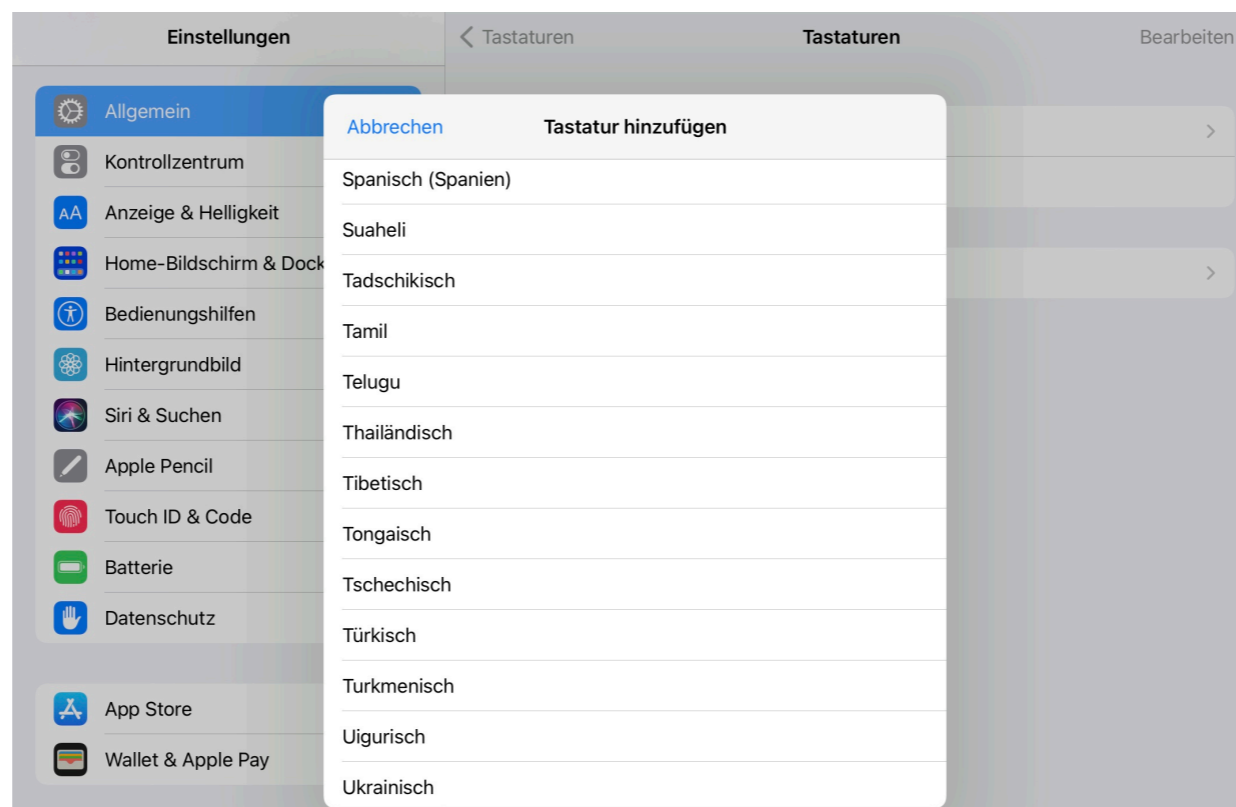 Einstellungen
Tastaturen
Tastaturen
Bearbeiten
Allgemein
Kontrollzentrum
AA Anzeige & Helligkeit
Home-Bildschirm & Dock
Bedienungshilfen
Hintergrundbild
Siri & Suchen
Apple Pencil
Touch ID & Code
Batterie
Datenschutz
App Store
Wallet & Apple Pay
Abbrechen
Tastatur hinzufügen
Spanisch (Spanien)
Suaheli
Tadschikisch
Tamil
Telugu
Thailändisch
Tibetisch
Tongaisch
Tschechisch
Türkisch
Turkmenisch
Uigurisch
Ukrainisch